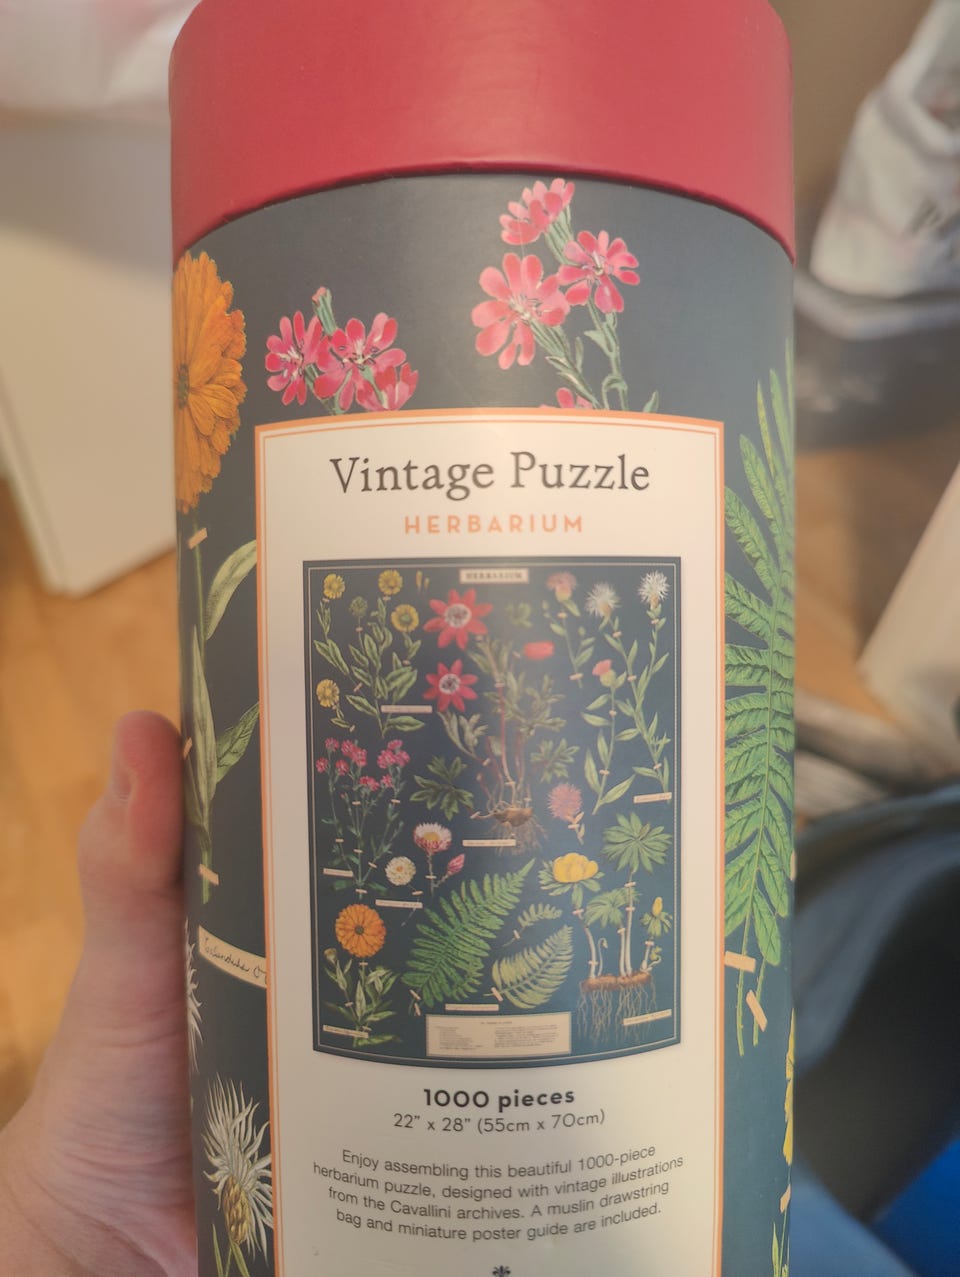 Vintage Puzzle
HERBARIUM
HERBARIUM
1000 pieces
22” x 28” (55cm x 70cm)
Enjoy assembling this beautiful 1000-piece
herbarium puzzle, designed with vintage illustrations
from the Cavallini archives. A muslin drawstring
bag and miniature poster guide are included.